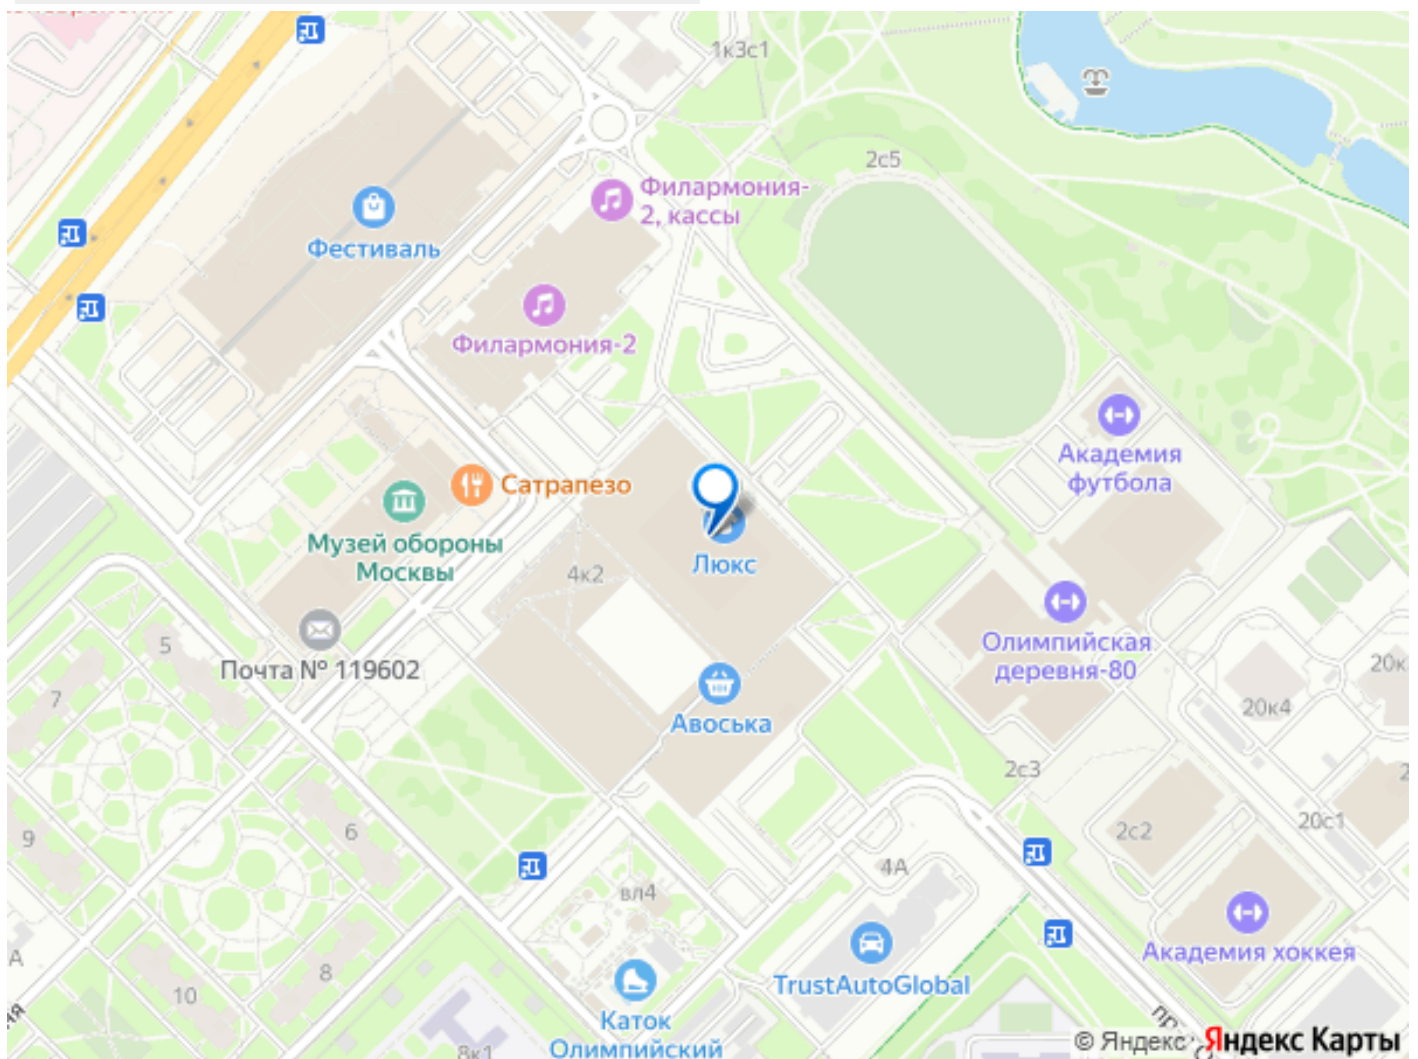 1к3с1
2с5
Филармония-
2, кассы
Фестиваль
Филармония-2
Академия
футбола
Сатрапезо
Музей обороны
Москвы
Люкс
4к2
Олимпийская
деревня-80
5
Почта № 119602
7
Авоська
20к4
2с3
9
6
2с2
20с1
4А
вл4
А
8
10
TrustAutoGlobal
Академия хоккея
Каток
Олимпийский
8к1
© Яндекс
Яндекс Карты